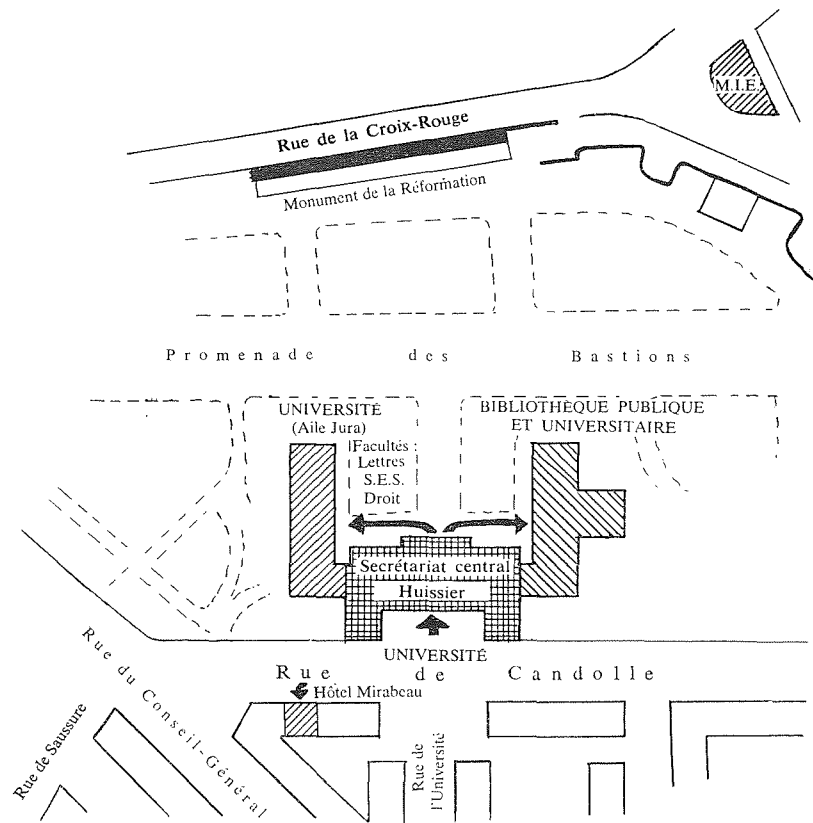 M.I.E.
Rue de la Croix-Rouge
Monument de la Réformation
Promenade des Bastions
UNIVERSITÉ
(Aile Jura)
Facultés :
Lettres
S.E.S.
Droit
BIBLIOTHÈQUE PUBLIQUE
ET UNIVERSITAIRE
Secrétariat central
Huissier
UNIVERSITÉ
Rue de Candolle
Hôtel Mirabeau
Rue du Conseil-Général
Rue de Saussure
Rue de
l'Université